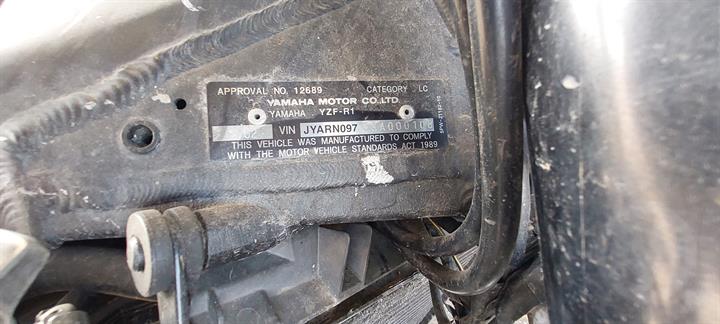 APPROVAL NO. 12689 CATEGORY LC
YAMAHA MOTOR CO.,LTD.
YAMAHA YZF-R1
VIN JYARN097 A000108
THIS VEHICLE WAS MANUFACTURED TO COMPLY
WITH THE MOTOR VEHICLE STANDARDS ACT 1989